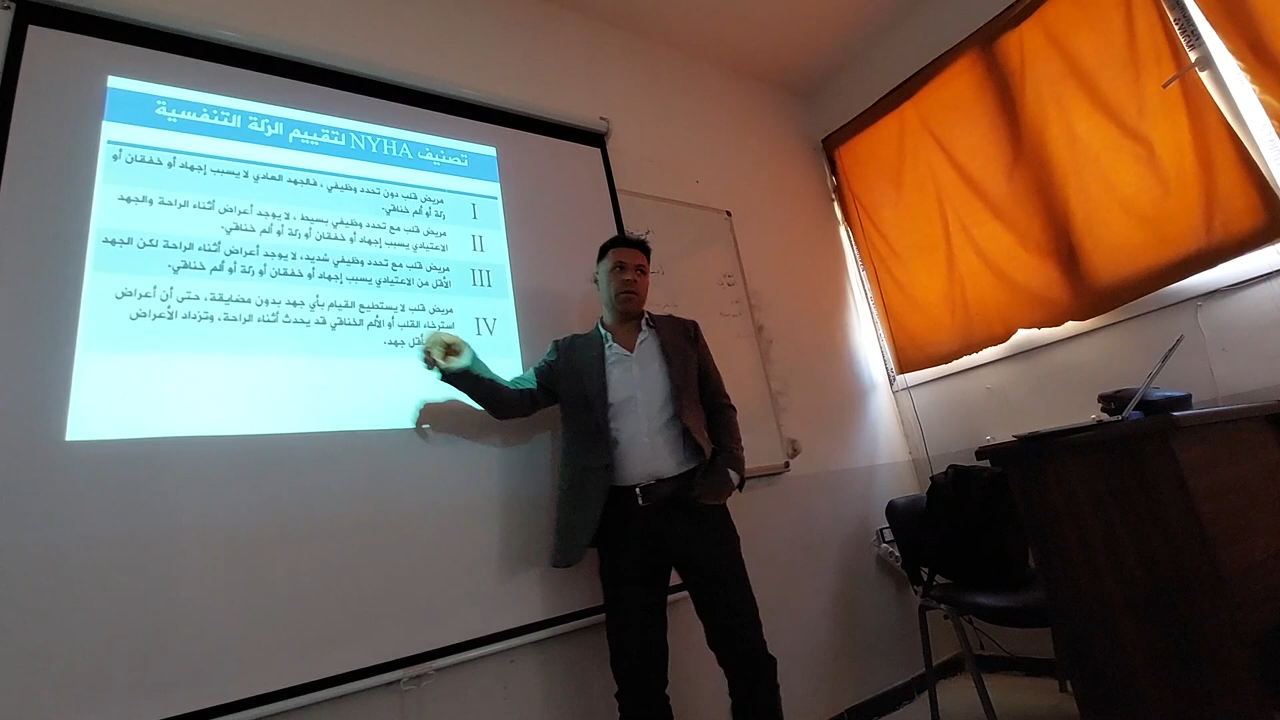 تصنيف NYHA لتقييم الزلة التنفسية
I مريض قلب دون تحدد وظيفي ، فالجهد العادي لا يسبب إجهاد أو خفقان أو
زلة أو ألم خناقي.
II مريض قلب مع تحدد وظيفي بسيط ، لا يوجد أعراض أثناء الراحة والجهد
الاعتيادي يسبب إجهاد أو خفقان أو زلة أو ألم خناقي.
III مريض قلب مع تحدد وظيفي شديد، لا يوجد أعراض أثناء الراحة لكن الجهد
الأقل من الاعتيادي يسبب إجهاد أو خفقان أو زلة أو ألم خناقي.
IV مريض قلب لا يستطيع القيام بأي جهد بدون مضايقة، حتى أن أعراض
استرخاء القلب أو الألم الخناقي قد يحدث أثناء الراحة، وتزداد الأعراض
أقل جهد.